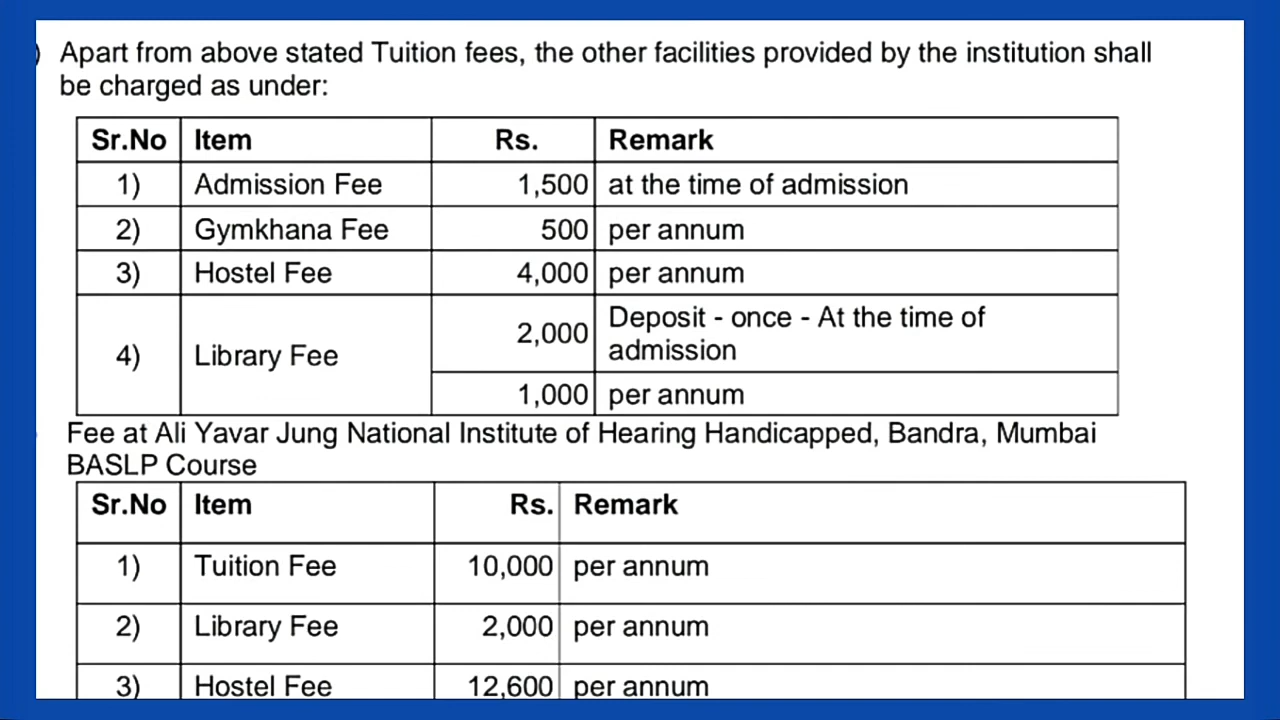 ) Apart from above stated Tuition fees, the other facilities provided by the institution shall
be charged as under:
Sr.No Item Rs. Remark
1) Admission Fee 1,500 at the time of admission
2) Gymkhana Fee 500 per annum
3) Hostel Fee 4,000 per annum
4) Library Fee 2,000 Deposit - once - At the time of
admission
1,000 per annum
Fee at Ali Yavar Jung National Institute of Hearing Handicapped, Bandra, Mumbai
BASLP Course
Sr.No Item Rs. Remark
1) Tuition Fee 10,000 per annum
2) Library Fee 2,000 per annum
3) Hostel Fee 12,600 per annum